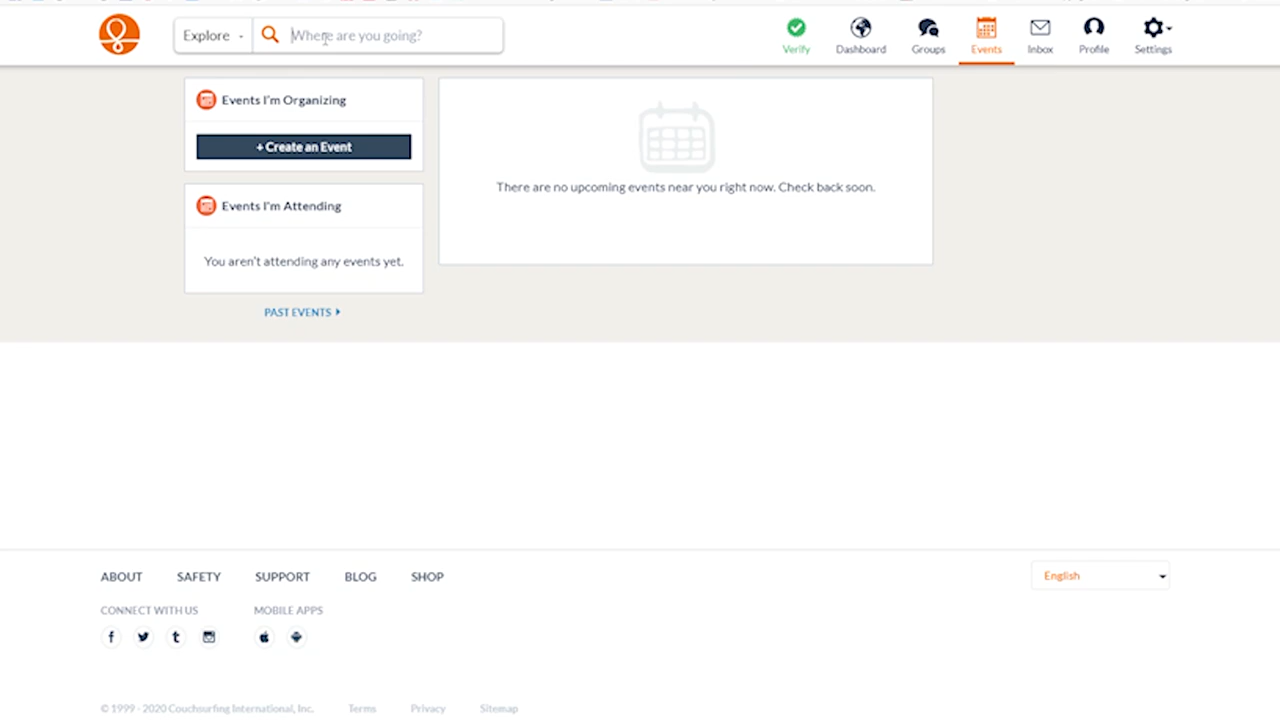 Explore
Where are you going?
Verify
Dashboard
Groups
Events
Inbox
Profile
Settings
Events I'm Organizing
+ Create an Event
Events I'm Attending
You aren't attending any events yet.
PAST EVENTS
There are no upcoming events near you right now. Check back soon.
ABOUT
SAFETY
SUPPORT
BLOG
SHOP
English
CONNECT WITH US
MOBILE APPS
© 1999 - 2020 Couchsurfing International, Inc.
Terms
Privacy
Sitemap